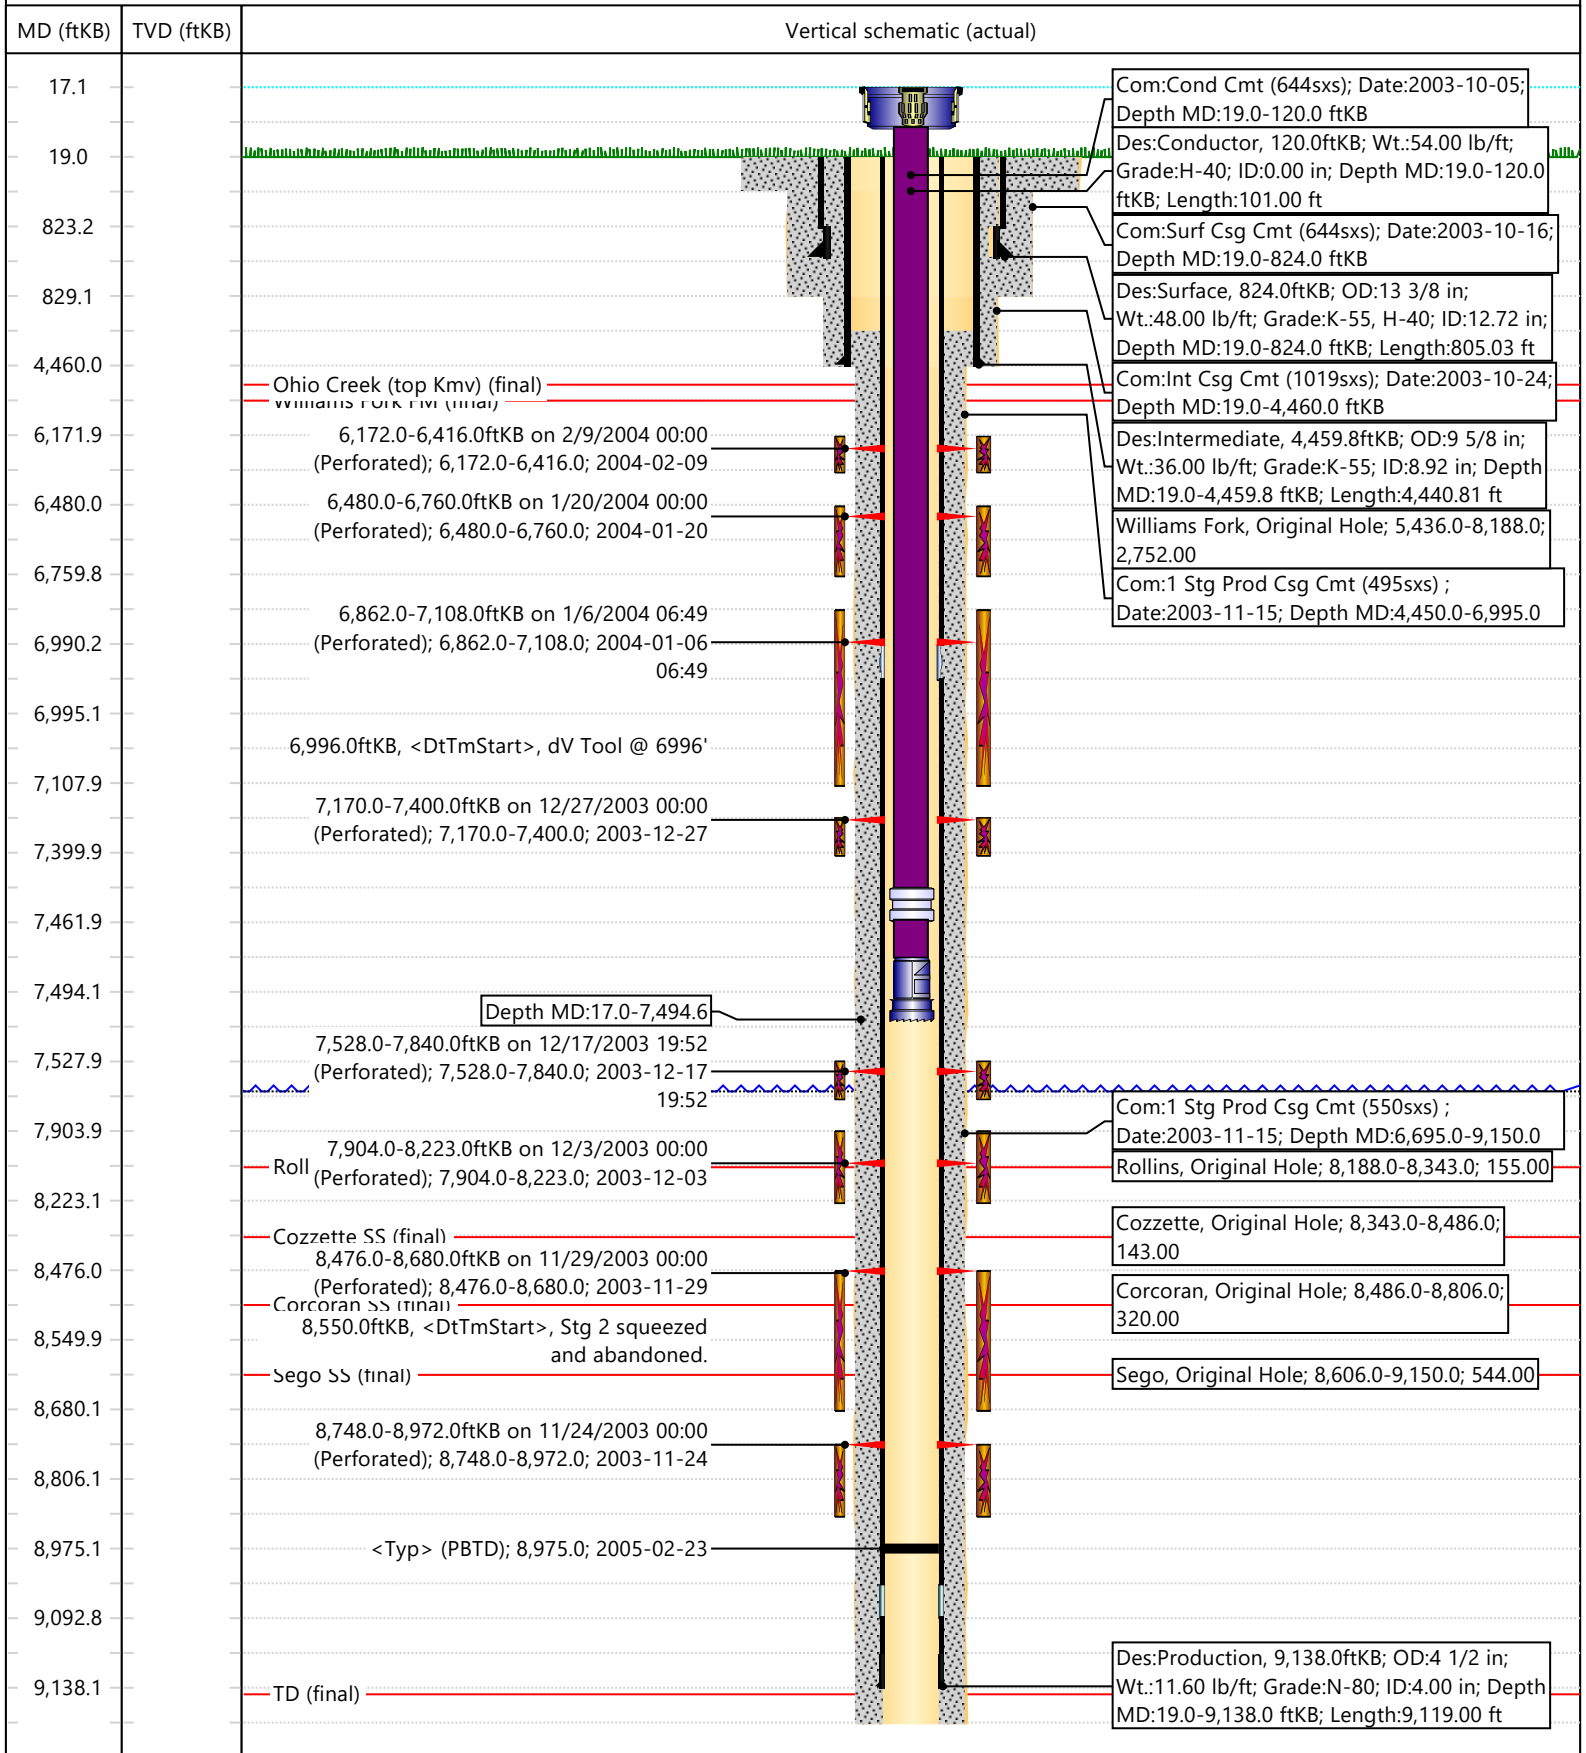 MD (ftKB) TVD (ftKB) Vertical schematic (actual)
17.1
19.0
823.2
829.1
4,460.0
6,171.9
6,480.0
6,759.8
6,990.2
6,995.1
7,107.9
7,399.9
7,461.9
7,494.1
7,527.9
7,903.9
8,223.1
8,476.0
8,549.9
8,680.1
8,806.1
8,975.1
9,092.8
9,138.1
Ohio Creek (top Kmv) (final)
Williams Fork FM (final)
6,172.0-6,416.0ftKB on 2/9/2004 00:00
(Perforated); 6,172.0-6,416.0; 2004-02-09
6,480.0-6,760.0ftKB on 1/20/2004 00:00
(Perforated); 6,480.0-6,760.0; 2004-01-20
6,862.0-7,108.0ftKB on 1/6/2004 06:49
(Perforated); 6,862.0-7,108.0; 2004-01-06
06:49
6,996.0ftKB, <DtTmStart>, dV Tool @ 6996'
7,170.0-7,400.0ftKB on 12/27/2003 00:00
(Perforated); 7,170.0-7,400.0; 2003-12-27
Depth MD:17.0-7,494.6
7,528.0-7,840.0ftKB on 12/17/2003 19:52
(Perforated); 7,528.0-7,840.0; 2003-12-17
19:52
7,904.0-8,223.0ftKB on 12/3/2003 00:00
Roll
(Perforated); 7,904.0-8,223.0; 2003-12-03
Cozzette SS (final)
8,476.0-8,680.0ftKB on 11/29/2003 00:00
(Perforated); 8,476.0-8,680.0; 2003-11-29
Corcoran SS (final)
8,550.0ftKB, <DtTmStart>, Stg 2 squeezed
and abandoned.
Sego SS (final)
8,748.0-8,972.0ftKB on 11/24/2003 00:00
(Perforated); 8,748.0-8,972.0; 2003-11-24
<Typ> (PBTD); 8,975.0; 2005-02-23
TD (final)
Com:Cond Cmt (644sxs); Date:2003-10-05;
Depth MD:19.0-120.0 ftKB
Des:Conductor, 120.0ftKB; Wt.:54.00 lb/ft;
Grade:H-40; ID:0.00 in; Depth MD:19.0-120.0
ftKB; Length:101.00 ft
Com:Surf Csg Cmt (644sxs); Date:2003-10-16;
Depth MD:19.0-824.0 ftKB
Des:Surface, 824.0ftKB; OD:13 3/8 in;
Wt.:48.00 lb/ft; Grade:K-55, H-40; ID:12.72 in;
Depth MD:19.0-824.0 ftKB; Length:805.03 ft
Com:Int Csg Cmt (1019sxs); Date:2003-10-24;
Depth MD:19.0-4,460.0 ftKB
Des:Intermediate, 4,459.8ftKB; OD:9 5/8 in;
Wt.:36.00 lb/ft; Grade:K-55; ID:8.92 in; Depth
MD:19.0-4,459.8 ftKB; Length:4,440.81 ft
Williams Fork, Original Hole; 5,436.0-8,188.0;
2,752.00
Com:1 Stg Prod Csg Cmt (495sxs) ;
Date:2003-11-15; Depth MD:4,450.0-6,995.0
Com:1 Stg Prod Csg Cmt (550sxs) ;
Date:2003-11-15; Depth MD:6,695.0-9,150.0
Rollins, Original Hole; 8,188.0-8,343.0; 155.00
Cozzette, Original Hole; 8,343.0-8,486.0;
143.00
Corcoran, Original Hole; 8,486.0-8,806.0;
320.00
Sego, Original Hole; 8,606.0-9,150.0; 544.00
Des:Production, 9,138.0ftKB; OD:4 1/2 in;
Wt.:11.60 lb/ft; Grade:N-80; ID:4.00 in; Depth
MD:19.0-9,138.0 ftKB; Length:9,119.00 ft